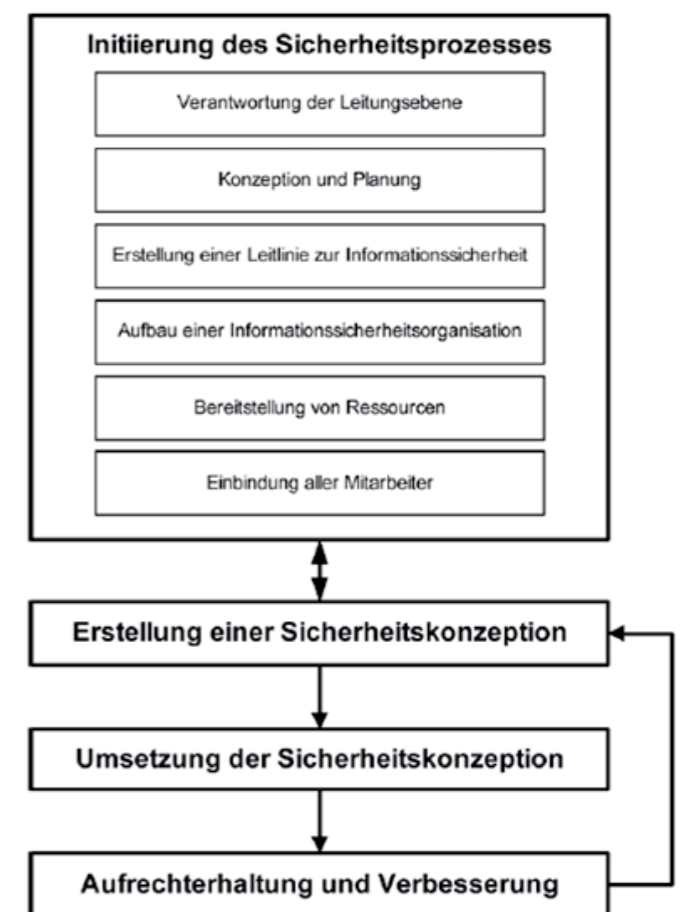 Initiierung des Sicherheitsprozesses
Verantwortung der Leitungsebene
Konzeption und Planung
Erstellung einer Leitlinie zur Informationssicherheit
Aufbau einer Informationssicherheitsorganisation
Bereitstellung von Ressourcen
Einbindung aller Mitarbeiter
Erstellung einer Sicherheitskonzeption
Umsetzung der Sicherheitskonzeption
Aufrechterhaltung und Verbesserung